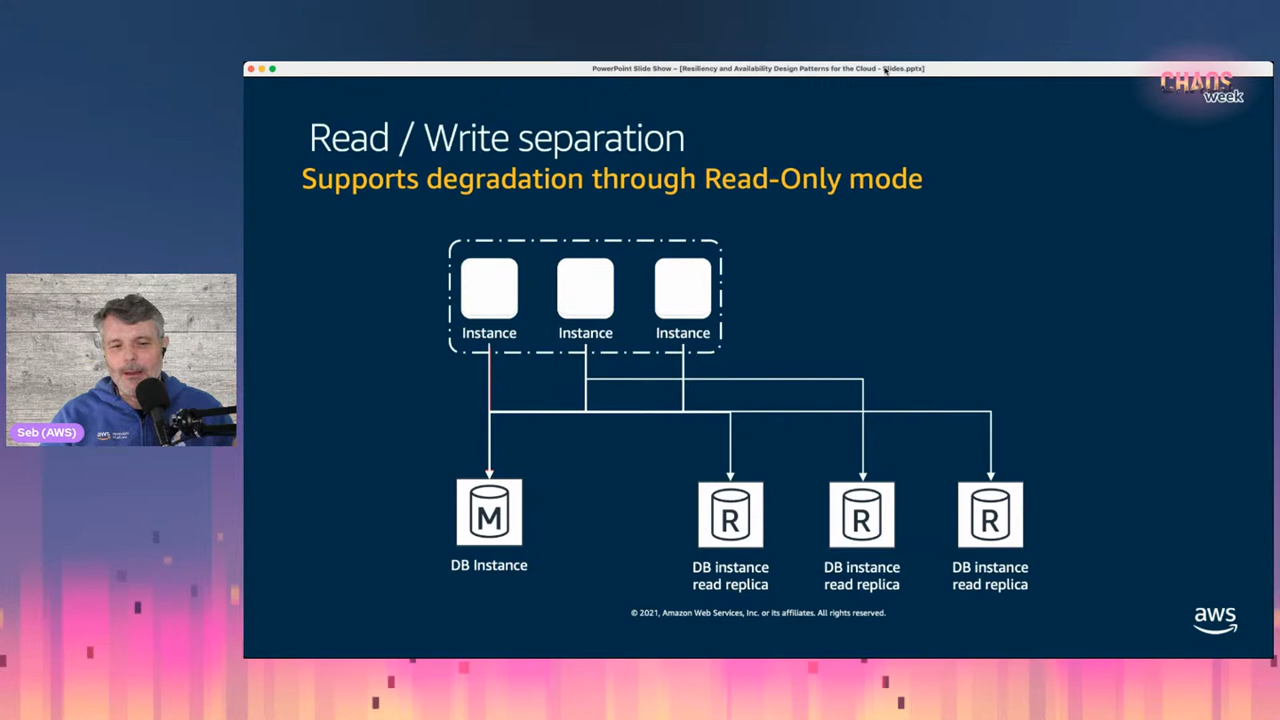 PowerPoint Slide Show – [Resiliency and Availability Design Patterns for the Cloud - Slides.pptx]
CHAOS
week
Read / Write separation
Supports degradation through Read-Only mode
Instance
Instance
Instance
Seb (AWS)
aws
M
R
R
R
DB Instance
DB instance
read replica
DB instance
read replica
DB instance
read replica
© 2021, Amazon Web Services, Inc. or its affiliates. All rights reserved.
aws